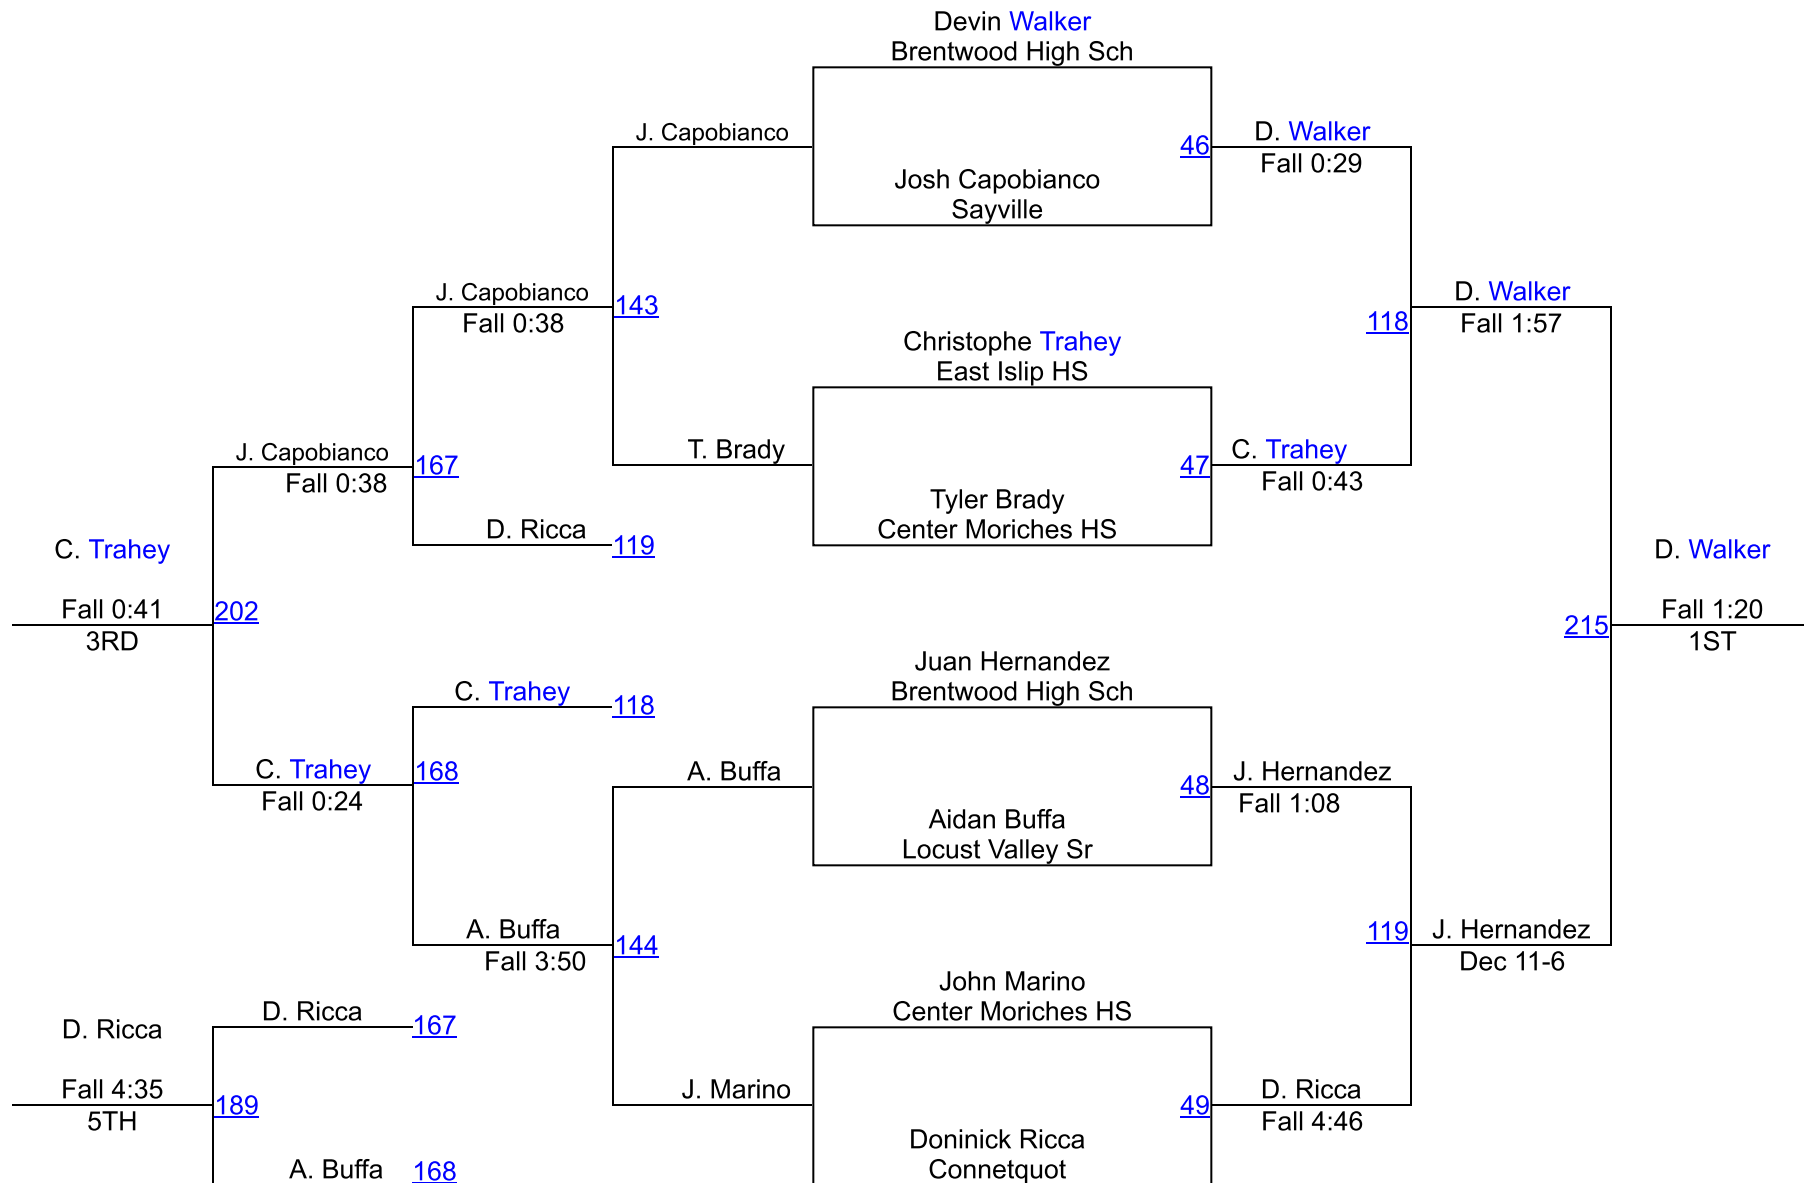 Devin Walker
Brentwood High Sch
J. Capobianco
46
D. Walker
Fall 0:29
Josh Capobianco
Sayville
J. Capobianco
Fall 0:38
143
D. Walker
Fall 1:57
118
Christophe Trahey
East Islip HS
T. Brady
47
C. Trahey
Fall 0:43
J. Capobianco
Fall 0:38
167
Tyler Brady
Center Moriches HS
D. Ricca
119
C. Trahey
Fall 0:41
3RD
202
D. Walker
Fall 1:20
1ST
215
Juan Hernandez
Brentwood High Sch
C. Trahey
118
C. Trahey
Fall 0:24
168
A. Buffa
48
J. Hernandez
Fall 1:08
Aidan Buffa
Locust Valley Sr
A. Buffa
Fall 3:50
144
119
J. Hernandez
Dec 11-6
John Marino
Center Moriches HS
D. Ricca
167
D. Ricca
Fall 4:35
5TH
189
J. Marino
49
D. Ricca
Fall 4:46
Doninick Ricca
Connetquot
A. Buffa
168